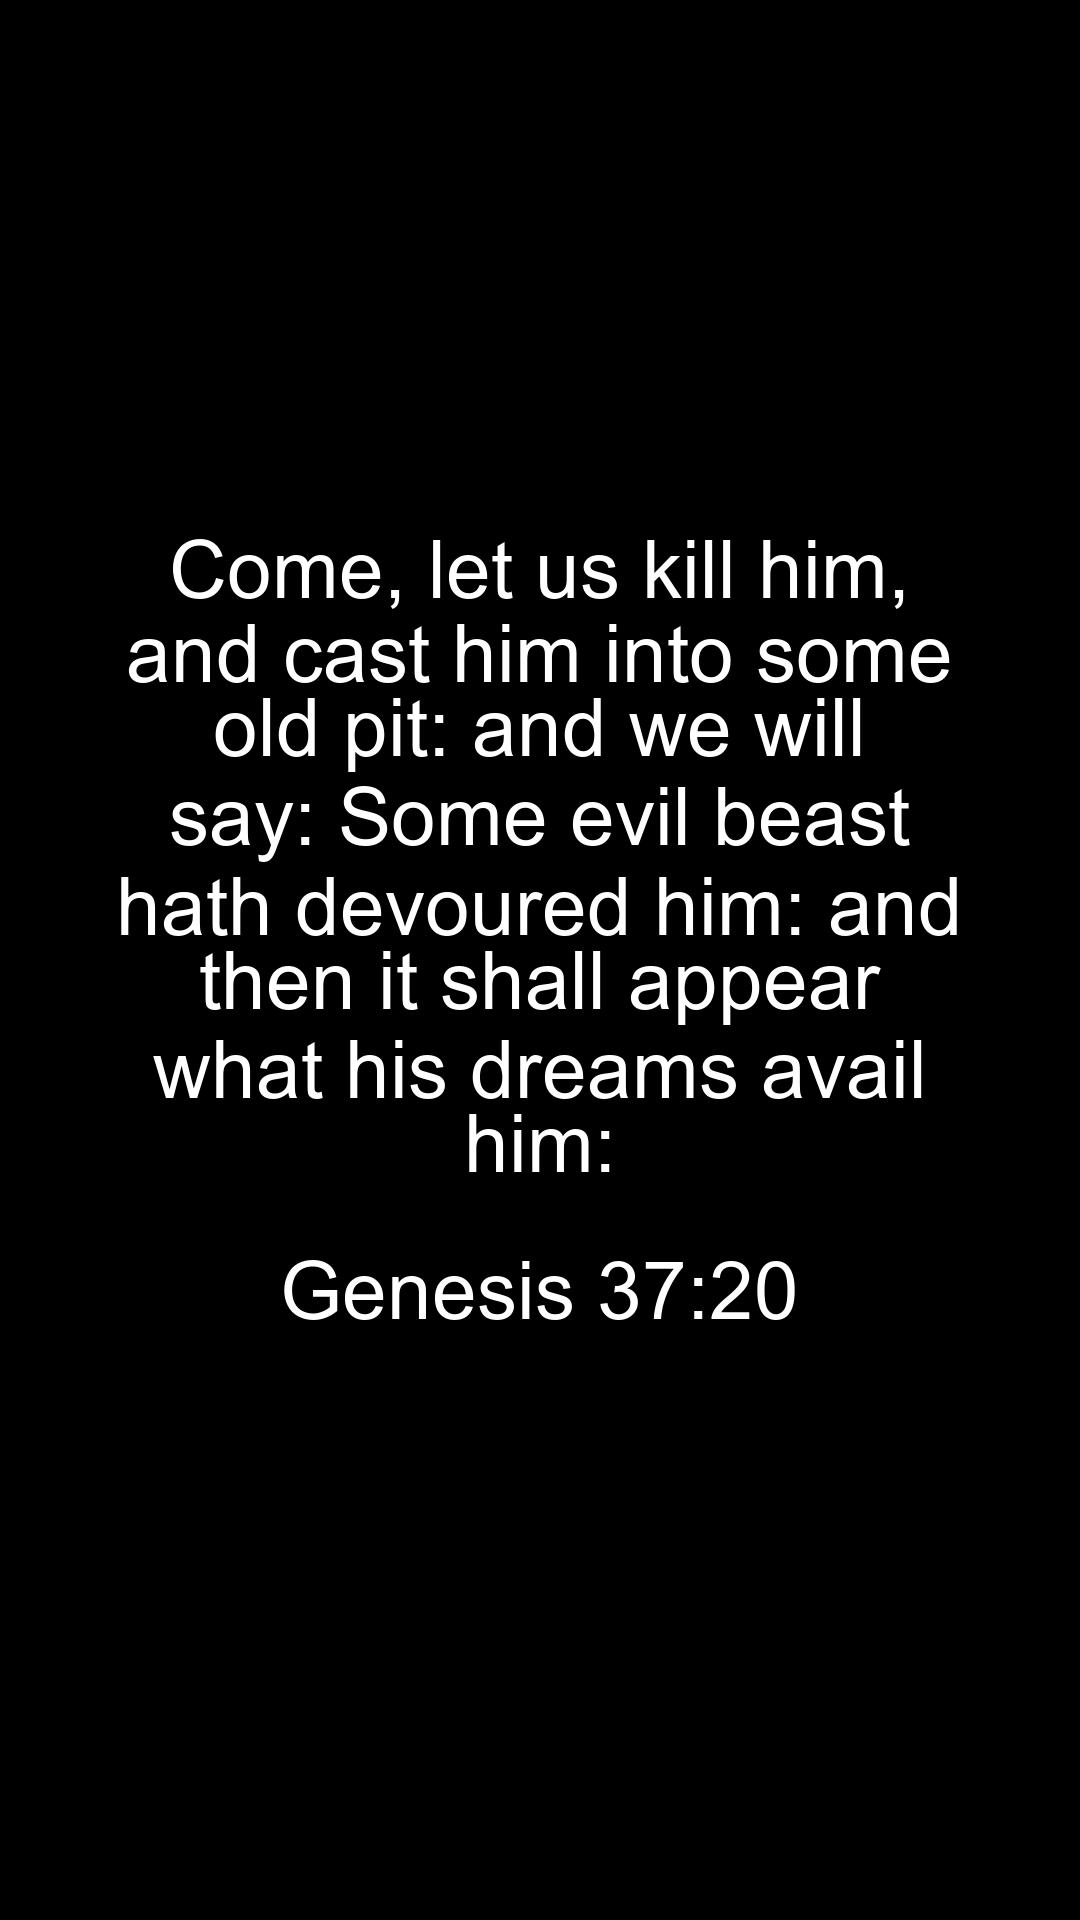 Come, let us kill him,
and cast him into some
old pit: and we will
say: Some evil beast
hath devoured him: and
then it shall appear
what his dreams avail
him:
Genesis 37:20